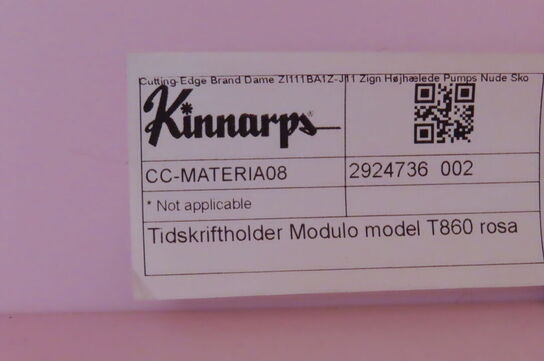 Cutting-Edge Brand Dame ZI111BA1Z-J11 Zign Højhælede Pumps Nude Sko
Kinnarps®
CC-MATERIA08
2924736 002
* Not applicable
Tidskriftholder Modulo model T860 rosa